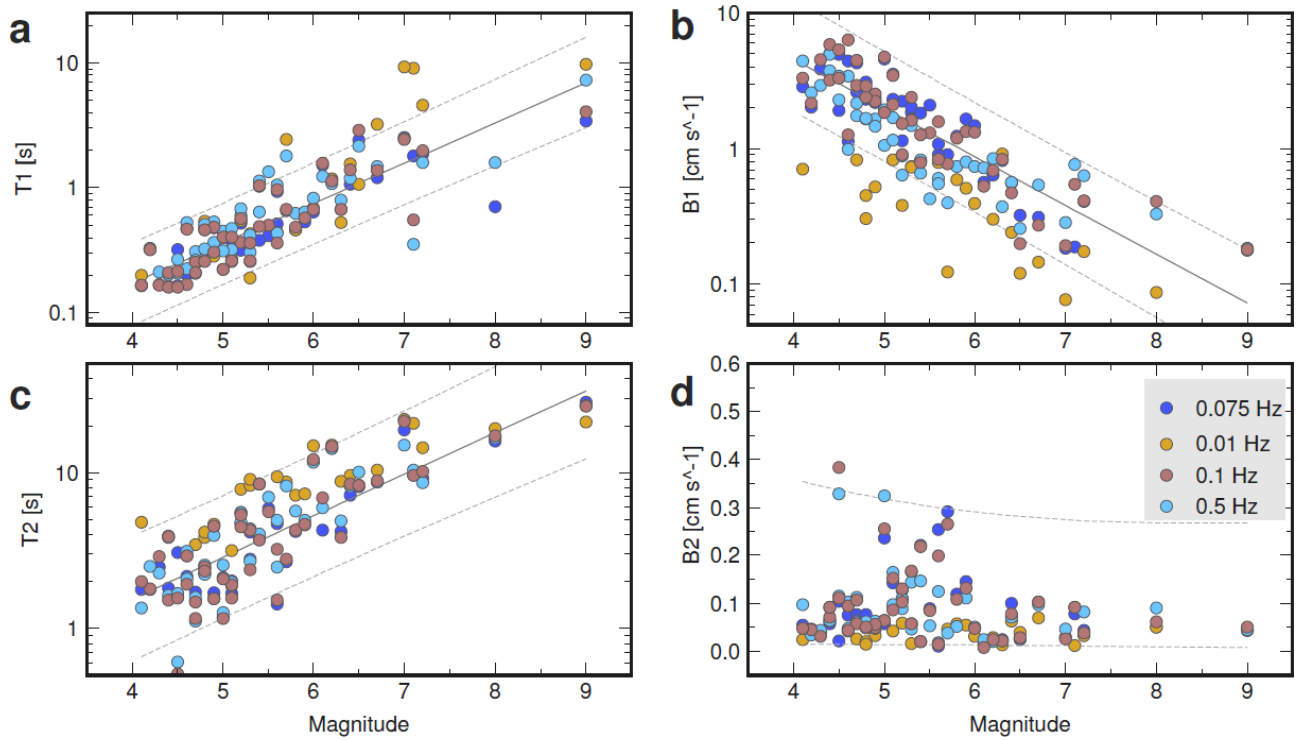 a
T1 [s]
10
1
0.1
4 5 6 7 8 9
b
B1 [cm s^-1]
10
1
0.1
4 5 6 7 8 9
c
T2 [s]
10
1
4 5 6 7 8 9
Magnitude
d
B2 [cm s^-1]
0.6
0.5
0.4
0.3
0.2
0.1
0.0
0.075 Hz
0.01 Hz
0.1 Hz
0.5 Hz
4 5 6 7 8 9
Magnitude